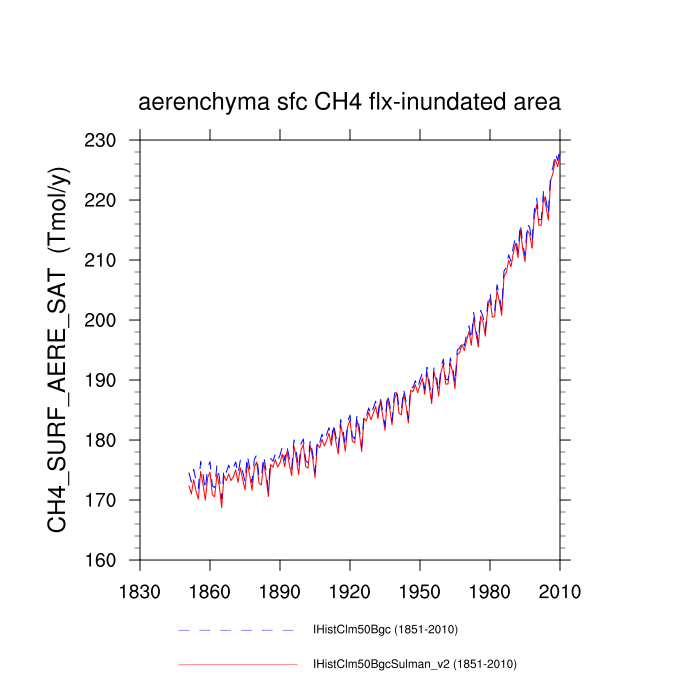 aerenchyma sfc CH4 flx-inundated area
CH4_SURF_AERE_SAT (Tmol/y)
230
220
210
200
190
180
170
160
1830 1860 1890 1920 1950 1980 2010
IHistClm50Bgc (1851-2010)
IHistClm50BgcSulman_v2 (1851-2010)